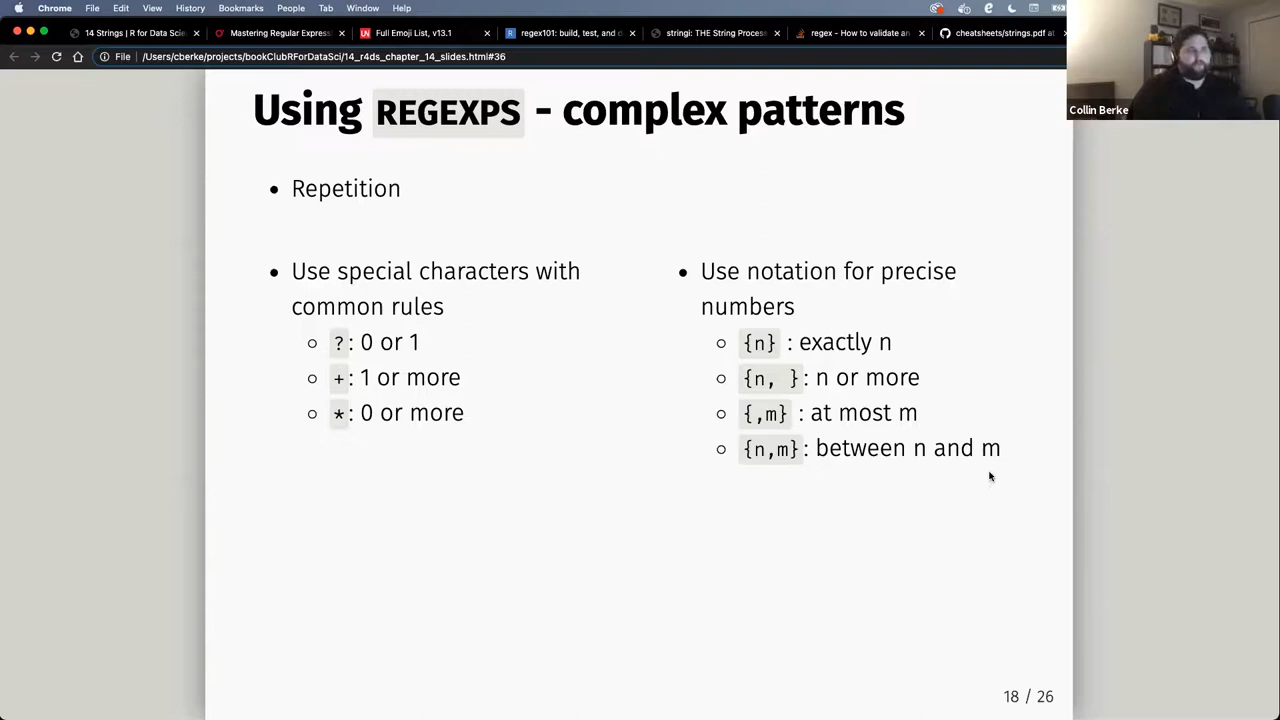 Chrome File Edit View History Bookmarks People Tab Window Help
14 Strings | R for Data Scie
Mastering Regular Express
Full Emoji List, v13.1
regex101: build, test, and d
stringi: THE String Process
regex - How to validate an
cheatsheets/strings.pdf at
File /Users/cberke/projects/bookClubRForDataSci/14_r4ds_chapter_14_slides.html#36
Collin Berke
Using REGEXPS - complex patterns
• Repetition
• Use special characters with
common rules
?: 0 or 1
+: 1 or more
*: 0 or more
• Use notation for precise
numbers
{n} : exactly n
{n, }: n or more
{,m} : at most m
{n,m}: between n and m
18 / 26